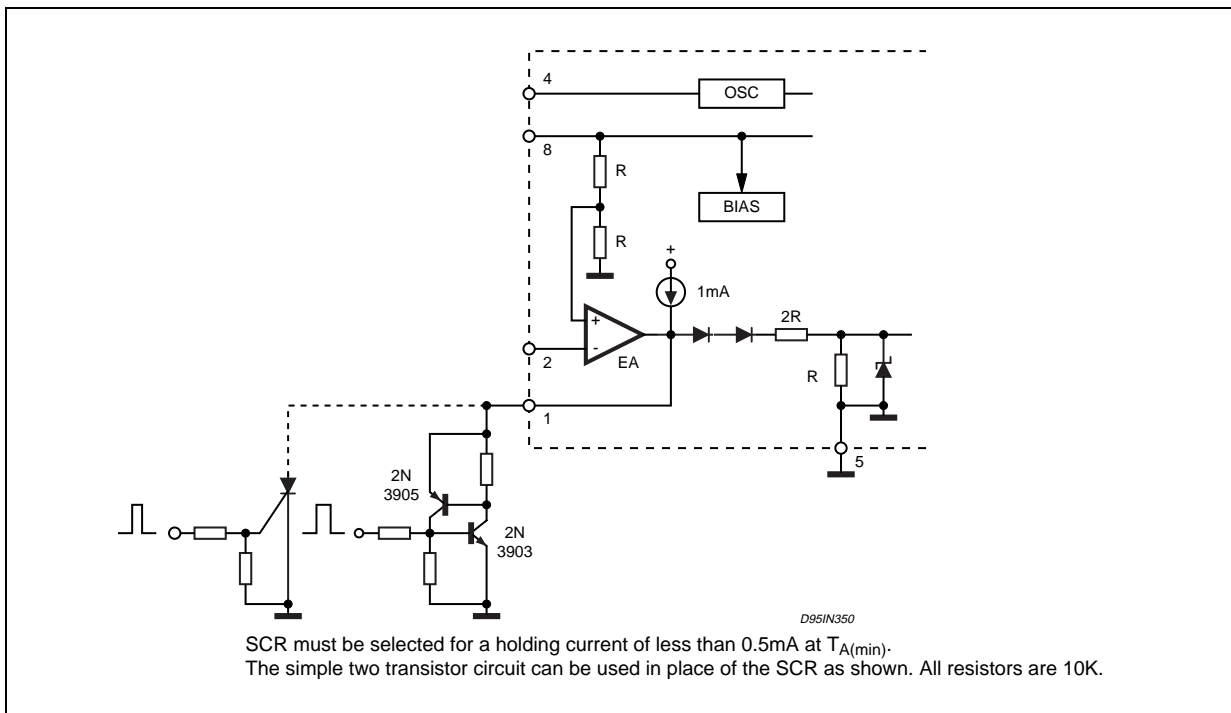 4
OSC
8
R
BIAS
R
+
1mA
2R
+
-
EA
2
R
1
5
2N
3905
2N
3903
D95IN350
SCR must be selected for a holding current of less than 0.5mA at TA(min).
The simple two transistor circuit can be used in place of the SCR as shown. All resistors are 10K.